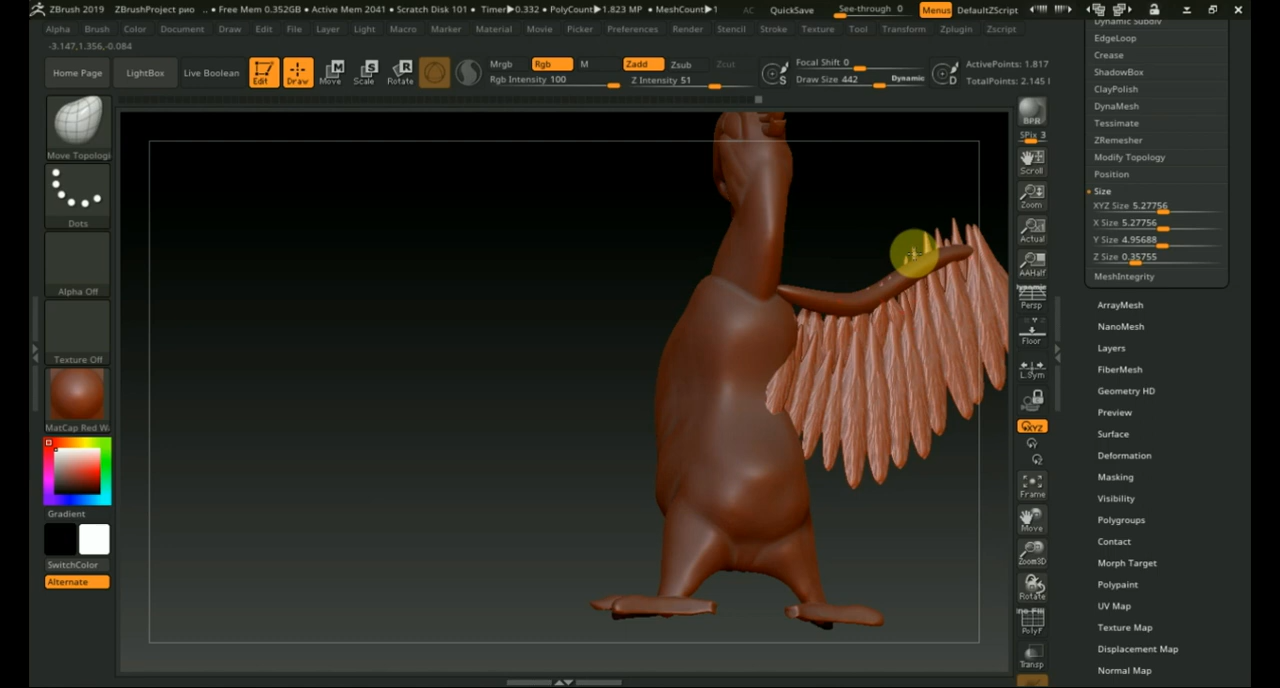 ZBrush 2019 ZBrushProject рио .. • Free Mem 0.352GB • Active Mem 2041 • Scratch Disk 101 • Timer▶0.332 • PolyCount▶1.823 MP • MeshCount▶1 AC QuickSave See-through 0 Menus DefaultZScript
Alpha Brush Color Document Draw Edit File Layer Light Macro Marker Material Movie Picker Preferences Render Stencil Stroke Texture Tool Transform Zplugin Zscript
-3.147,1.356,-0.084
Home Page LightBox Live Boolean Edit Draw Move Scale Rotate
Mrgb Rgb M Zadd Zsub Zcut
Rgb Intensity 100 Z Intensity 51
S
Focal Shift 0
Draw Size 442 Dynamic
D
ActivePoints: 1.817
TotalPoints: 2.145
Move Topologi
Dots
Alpha Off
Texture Off
MatCap Red W
Gradient
SwitchColor
Alternate
BPR
SPix 3
Scroll
Zoom
Actual
AAHalf
Persp
Floor
L.Sym
XYZ
Frame
Move
Zoom3D
Rotate
PolyF
Transp
Dynamic Subdiv
EdgeLoop
Crease
ShadowBox
ClayPolish
DynaMesh
Tessimate
ZRemesher
Modify Topology
Position
Size
XYZ Size 5.27756
X Size 5.27756
Y Size 4.95688
Z Size 0.35755
MeshIntegrity
ArrayMesh
NanoMesh
Layers
FiberMesh
Geometry HD
Preview
Surface
Deformation
Masking
Visibility
Polygroups
Contact
Morph Target
Polypaint
UV Map
Texture Map
Displacement Map
Normal Map